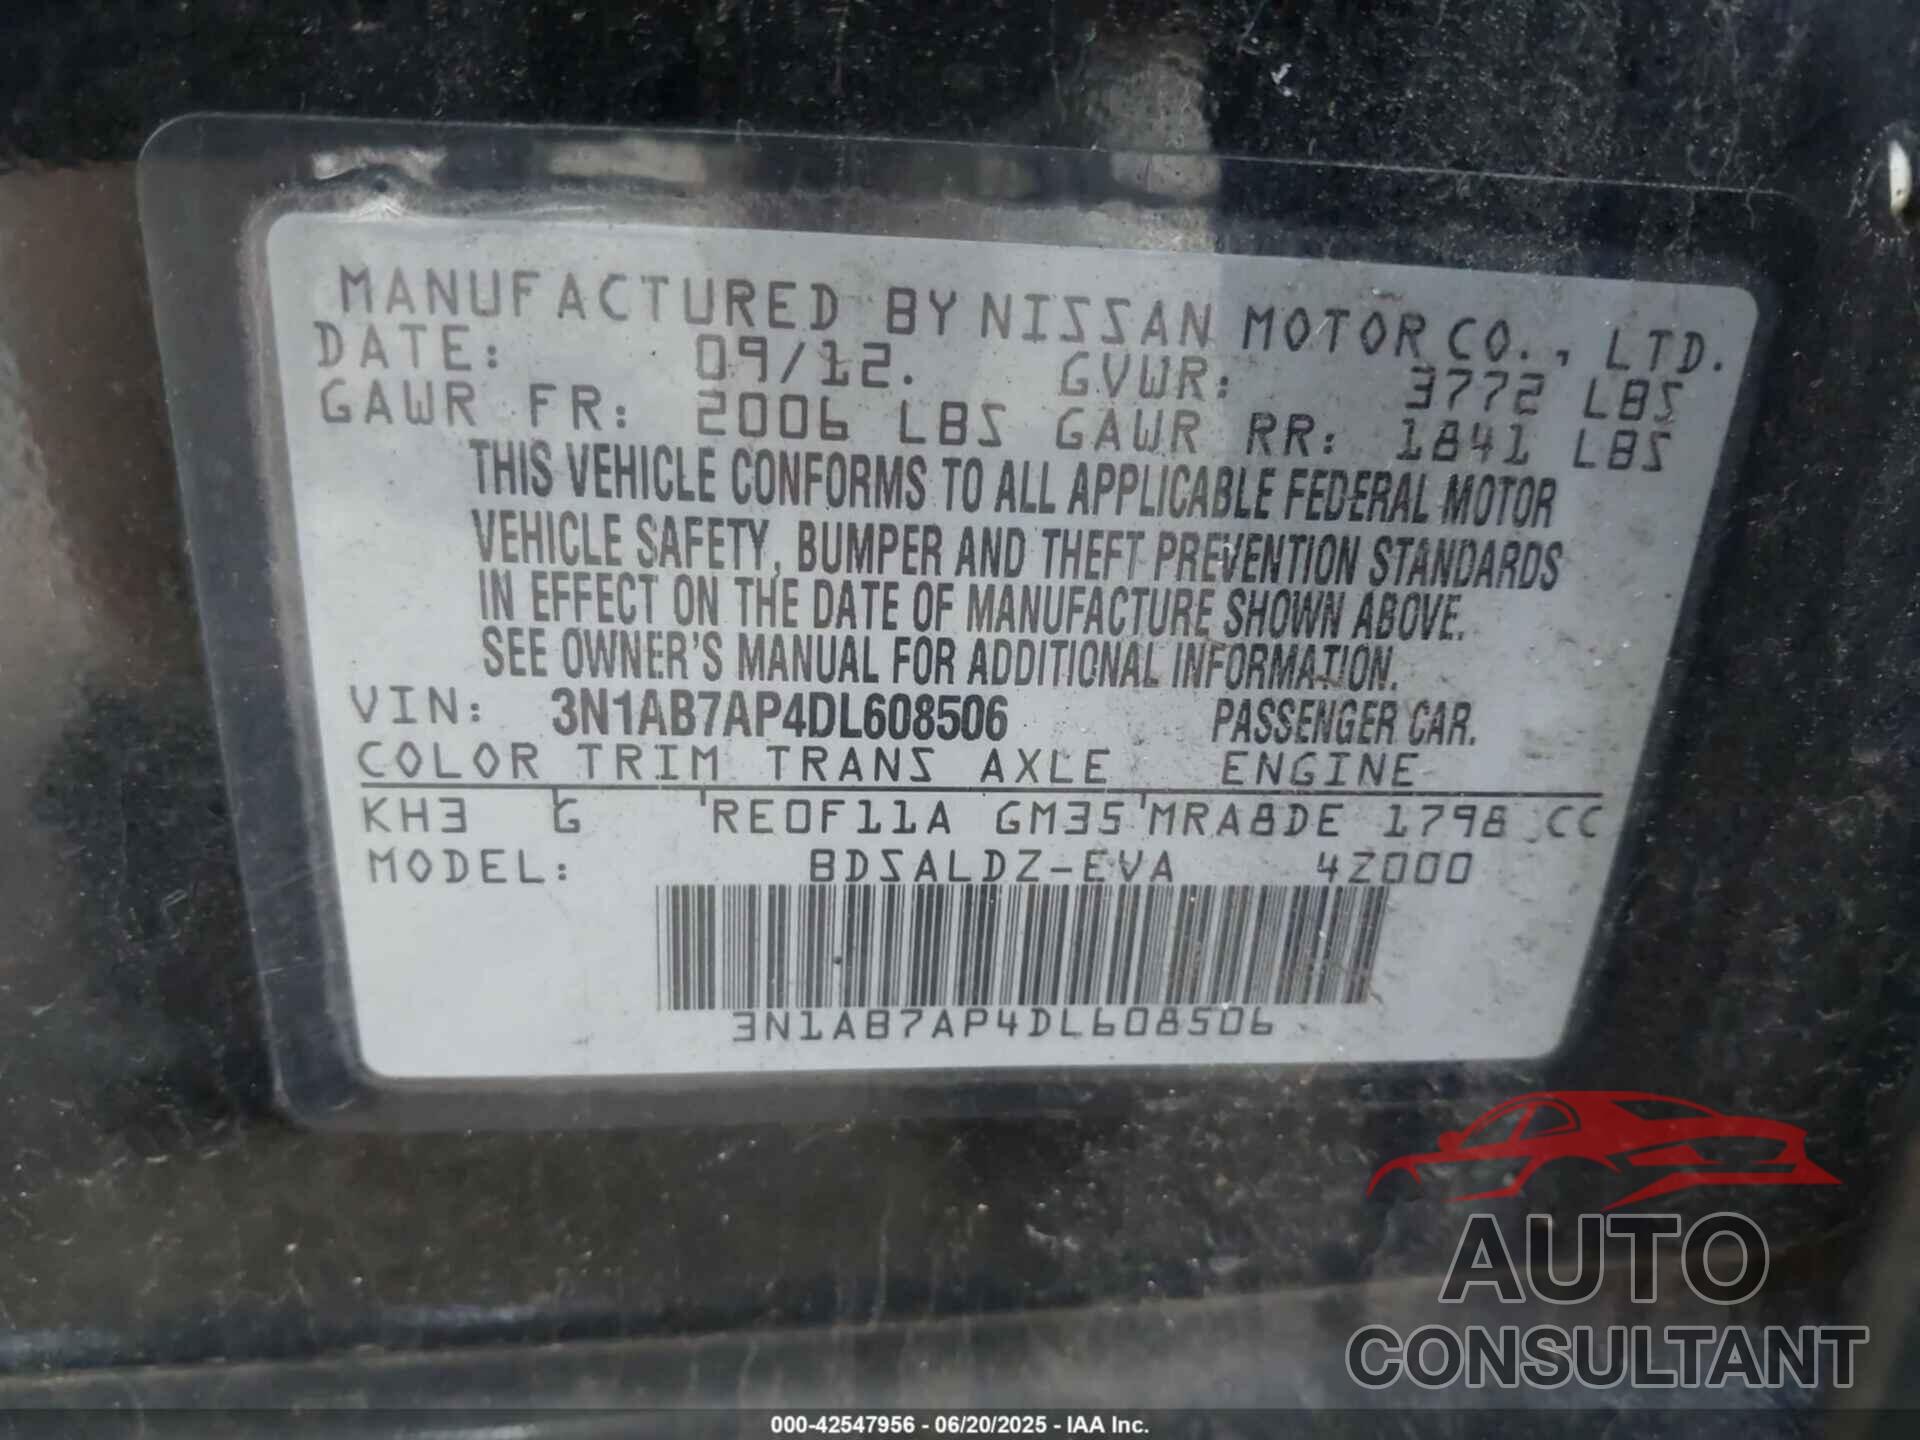 MANUFACTURED BY NISSAN MOTOR CO., LTD.
DATE: 09/12. GVWR: 3772 LBS
GAWR FR: 2006 LBS GAWR RR: 1841 LBS
THIS VEHICLE CONFORMS TO ALL APPLICABLE FEDERAL MOTOR
VEHICLE SAFETY, BUMPER AND THEFT PREVENTION STANDARDS
IN EFFECT ON THE DATE OF MANUFACTURE SHOWN ABOVE.
SEE OWNER'S MANUAL FOR ADDITIONAL INFORMATION.
VIN: 3N1AB7AP4DL608506 PASSENGER CAR.
COLOR TRIM TRANS AXLE ENGINE
KH3 G RE0F11A GM35 MRA8DE 1798 CC
MODEL: BDSALDZ-EVA 4Z000
3N1AB7AP4DL608506
AUTO
CONSULTANT
000-42547956 - 06/20/2025 - IAA Inc.